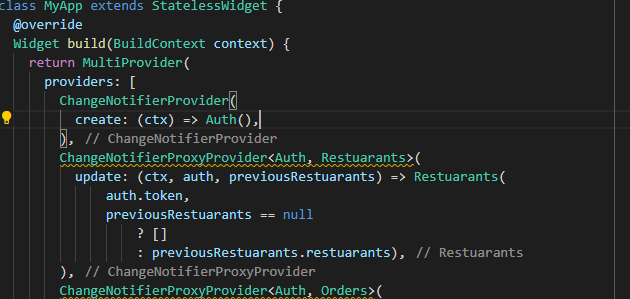 class MyApp extends StatelessWidget {
@override
Widget build(BuildContext context) {
return MultiProvider(
providers: [
ChangeNotifierProvider(
create: (ctx) => Auth(),
), // ChangeNotifierProvider
ChangeNotifierProxyProvider<Auth, Restuarants>(
update: (ctx, auth, previousRestuarants) => Restuarants(
auth.token,
previousRestuarants == null
? []
: previousRestuarants.restuarants), // Restuarants
), // ChangeNotifierProxyProvider
ChangeNotifierProxyProvider<Auth, Orders>(